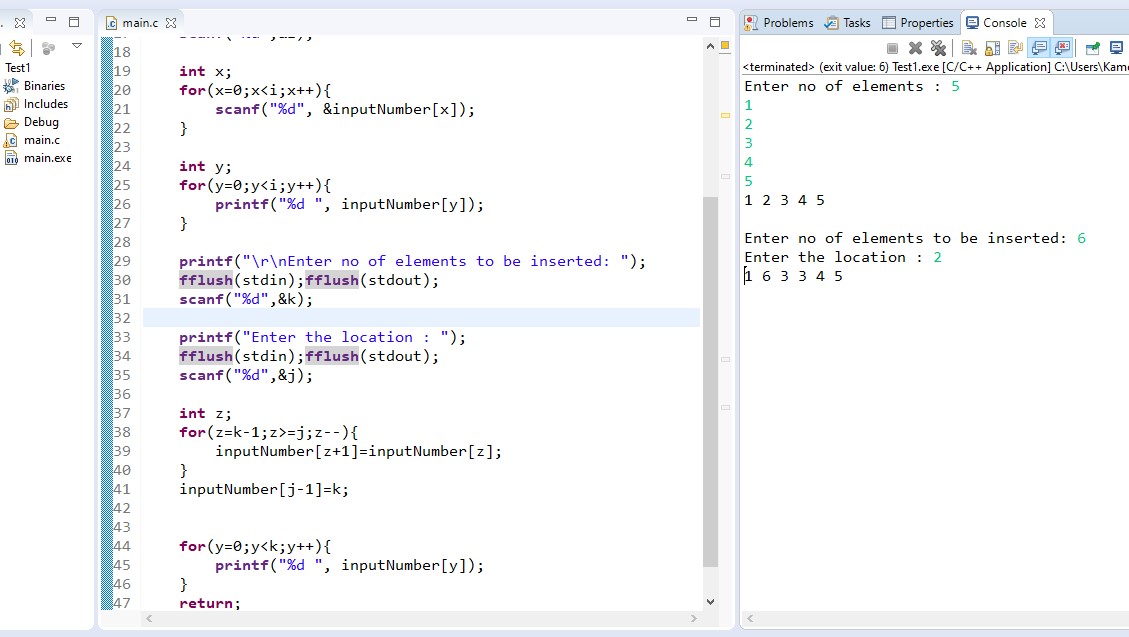 main.c
Problems Tasks Properties Console
Test1
Binaries
Includes
Debug
main.c
main.exe
18
19 int x;
20 for(x=0;x<i;x++){
21 scanf("%d", &inputNumber[x]);
22 }
23
24 int y;
25 for(y=0;y<i;y++){
26 printf("%d ", inputNumber[y]);
27 }
28
29 printf("\r\nEnter no of elements to be inserted: ");
30 fflush(stdin);fflush(stdout);
31 scanf("%d",&k);
32
33 printf("Enter the location : ");
34 fflush(stdin);fflush(stdout);
35 scanf("%d",&j);
36
37 int z;
38 for(z=k-1;z>=j;z--){
39 inputNumber[z+1]=inputNumber[z];
40 }
41 inputNumber[j-1]=k;
42
43
44 for(y=0;y<k;y++){
45 printf("%d ", inputNumber[y]);
46 }
47 return;
<terminated> (exit value: 6) Test1.exe [C/C++ Application] C:\Users\Kame
Enter no of elements : 5
1
2
3
4
5
1 2 3 4 5
Enter no of elements to be inserted: 6
Enter the location : 2
1 6 3 3 4 5